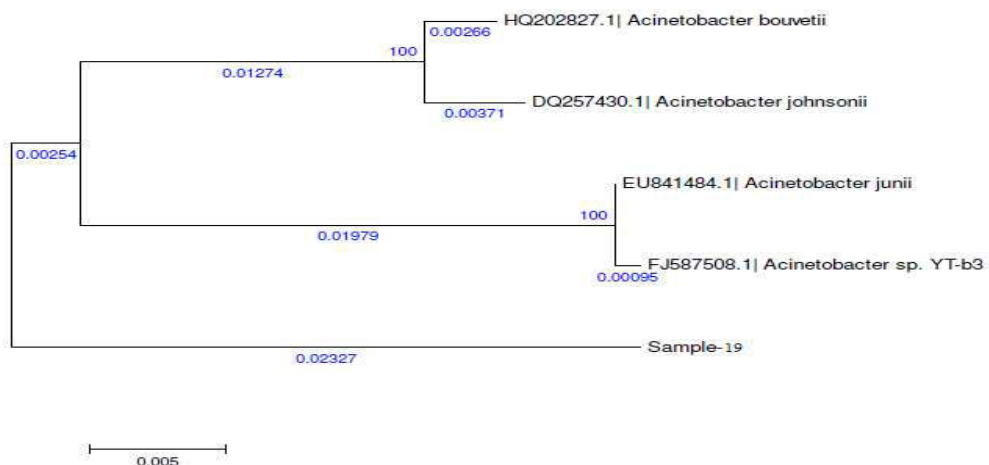 HQ202827.1| Acinetobacter bouvetii
0.00266
100
0.01274
DQ257430.1| Acinetobacter johnsonii
0.00371
0.00254
EU841484.1| Acinetobacter junii
100
0.01979
FJ587508.1| Acinetobacter sp. YT-b3
0.00095
Sample-19
0.02327
0.005